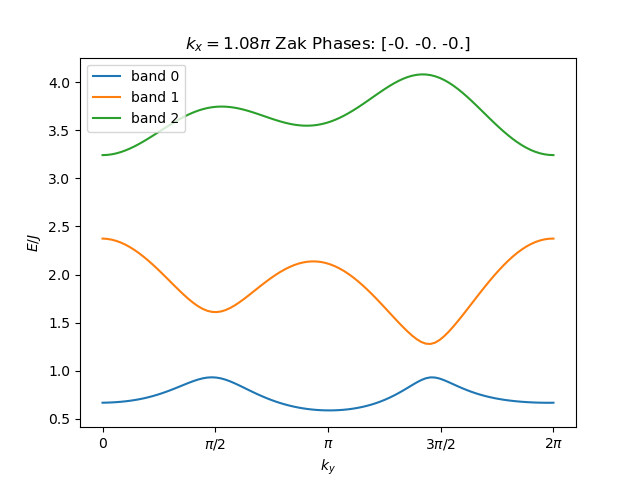 k_x = 1.08π Zak Phases: [-0. -0. -0.]
band 0
band 1
band 2
4.0
3.5
3.0
2.5
2.0
1.5
1.0
0.5
E/J
0 π/2 π 3π/2 2π
k_y